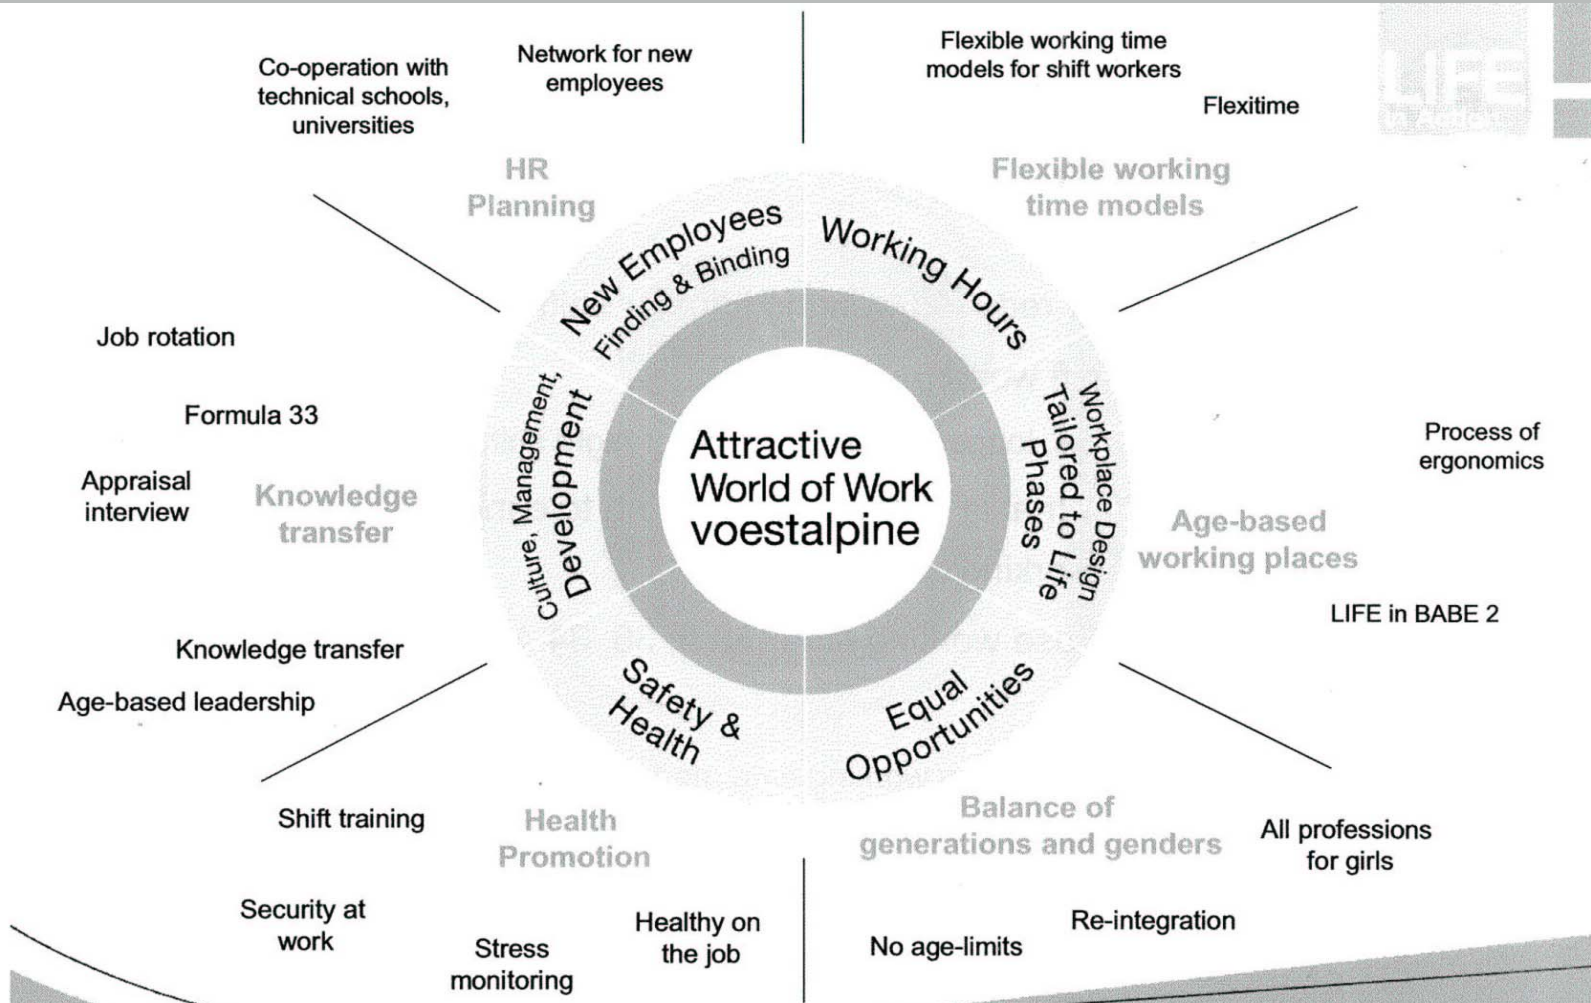 Co-operation with
technical schools,
universities
Network for new
employees
HR
Planning
New Employees
Finding & Binding
Flexible working time
models for shift workers
Flexitime
LIFE
in Action
Flexible working
time models
Working Hours
Job rotation
Formula 33
Appraisal
interview
Knowledge
transfer
Knowledge transfer
Age-based leadership
Culture, Management,
Development
Attractive
World of Work
voestalpine
Workplace Design
Tailored to Life
Phases
Process of
ergonomics
Age-based
working places
LIFE in BABE 2
Safety &
Health
Shift training
Health
Promotion
Security at
work
Stress
monitoring
Healthy on
the job
Equal
Opportunities
Balance of
generations and genders
All professions
for girls
Re-integration
No age-limits